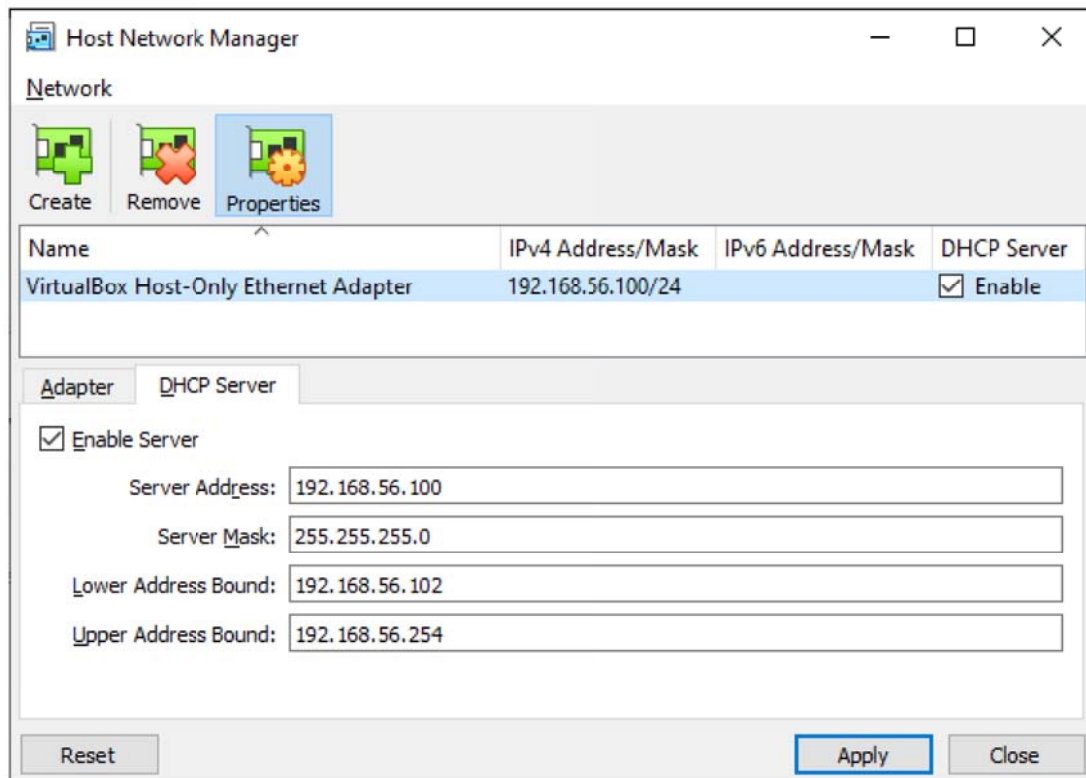 Host Network Manager
Network
Create Remove Properties
Name IPv4 Address/Mask IPv6 Address/Mask DHCP Server
VirtualBox Host-Only Ethernet Adapter 192.168.56.100/24 Enable
Adapter DHCP Server
Enable Server
Server Address: 192.168.56.100
Server Mask: 255.255.255.0
Lower Address Bound: 192.168.56.102
Upper Address Bound: 192.168.56.254
Reset Apply Close